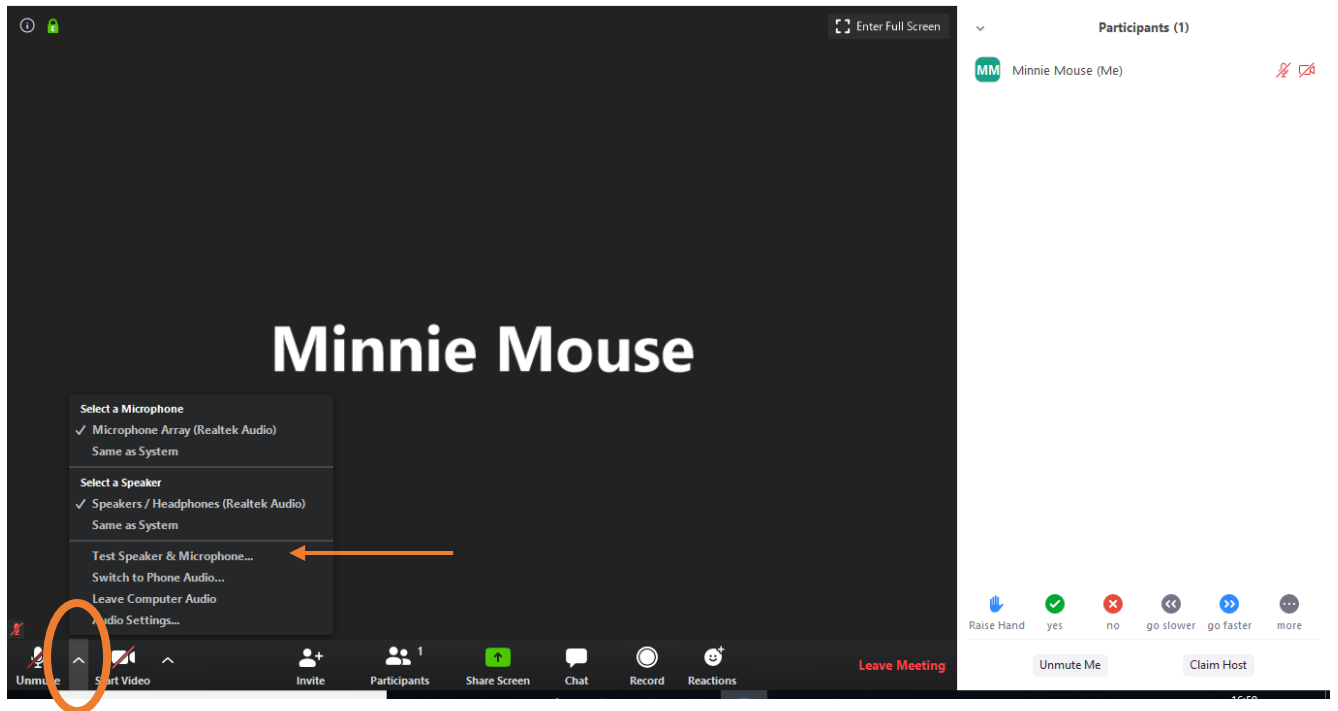 Enter Full Screen
Minnie Mouse
Select a Microphone
Microphone Array (Realtek Audio)
Same as System
Select a Speaker
Speakers / Headphones (Realtek Audio)
Same as System
Test Speaker & Microphone...
Switch to Phone Audio...
Leave Computer Audio
Audio Settings...
Unmute
Start Video
Invite
Participants 1
Share Screen
Chat
Record
Reactions
Leave Meeting
Participants (1)
MM Minnie Mouse (Me)
Raise Hand yes no go slower go faster more
Unmute Me Claim Host